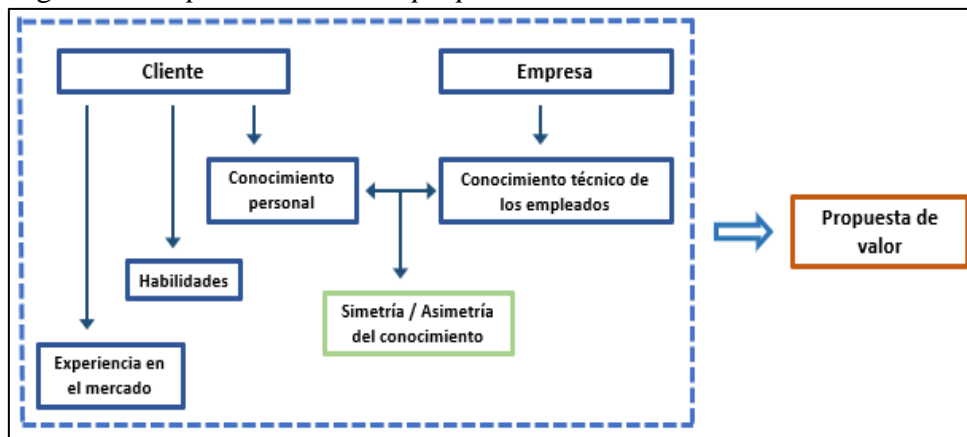 Cliente
Empresa
Conocimiento
personal
Conocimiento técnico de
los empleados
Propuesta de
valor
Habilidades
Simetría / Asimetría
del conocimiento
Experiencia en
el mercado